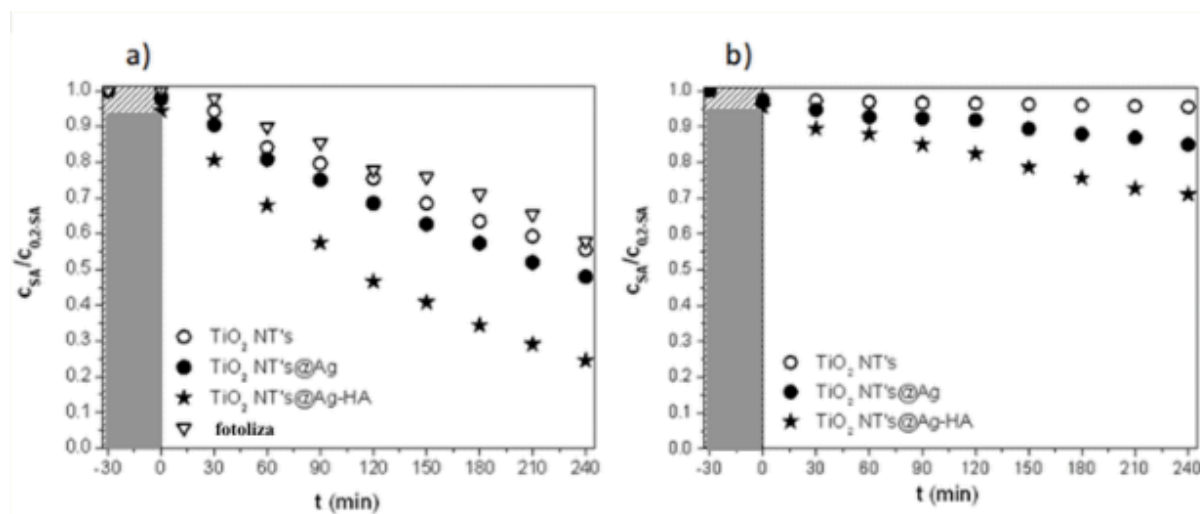 a)
c_SA/c_0,2-SA
1.0
0.9
0.8
0.7
0.6
0.5
0.4
0.3
0.2
0.1
0.0
TiO₂ NT's
TiO₂ NT's@Ag
TiO₂ NT's@Ag-HA
fotoliza
-30 0 30 60 90 120 150 180 210 240
t (min)
b)
c_SA/c_0,2-SA
1.0
0.9
0.8
0.7
0.6
0.5
0.4
0.3
0.2
0.1
0.0
TiO₂ NT's
TiO₂ NT's@Ag
TiO₂ NT's@Ag-HA
-30 0 30 60 90 120 150 180 210 240
t (min)